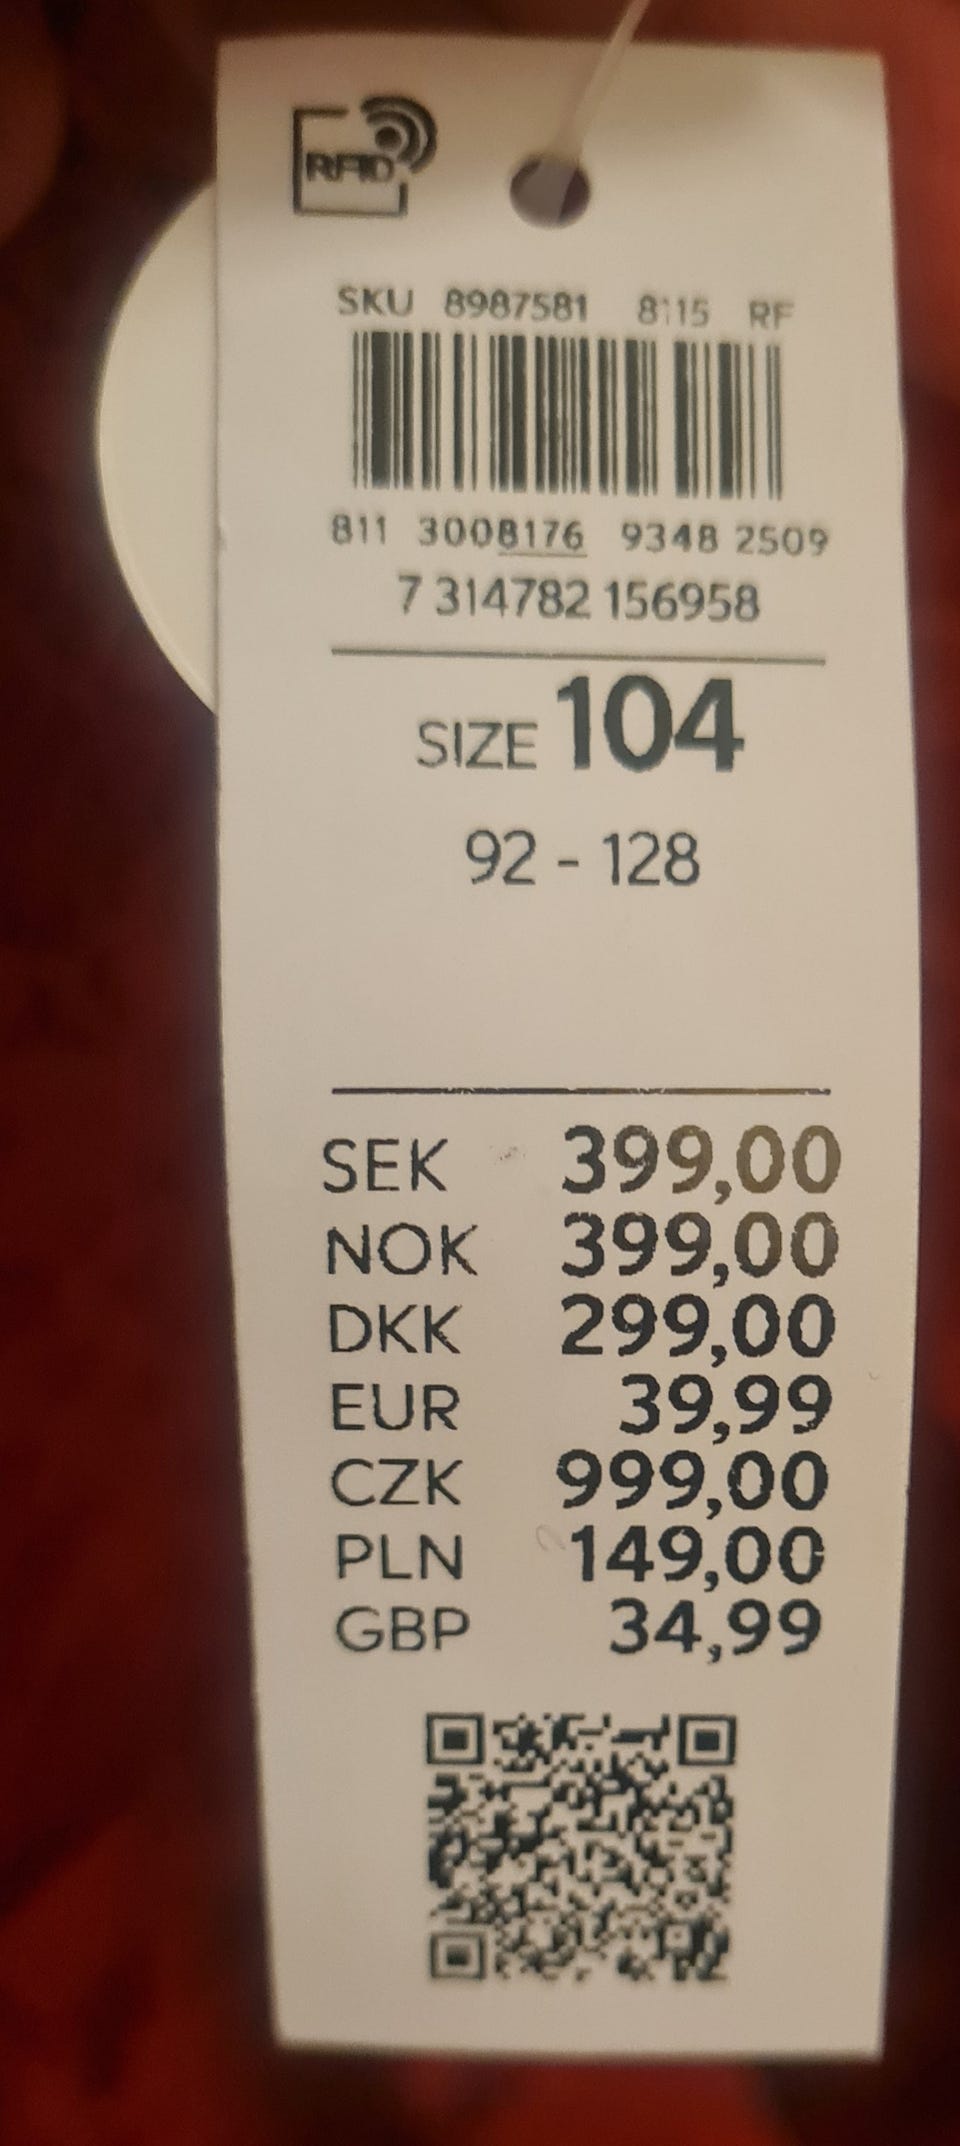 RFID
SKU 8987581 8115 RF
811 3008176 9348 2509
7 314782 156958
SIZE 104
92 - 128
SEK 399,00
NOK 399,00
DKK 299,00
EUR 39,99
CZK 999,00
PLN 149,00
GBP 34,99